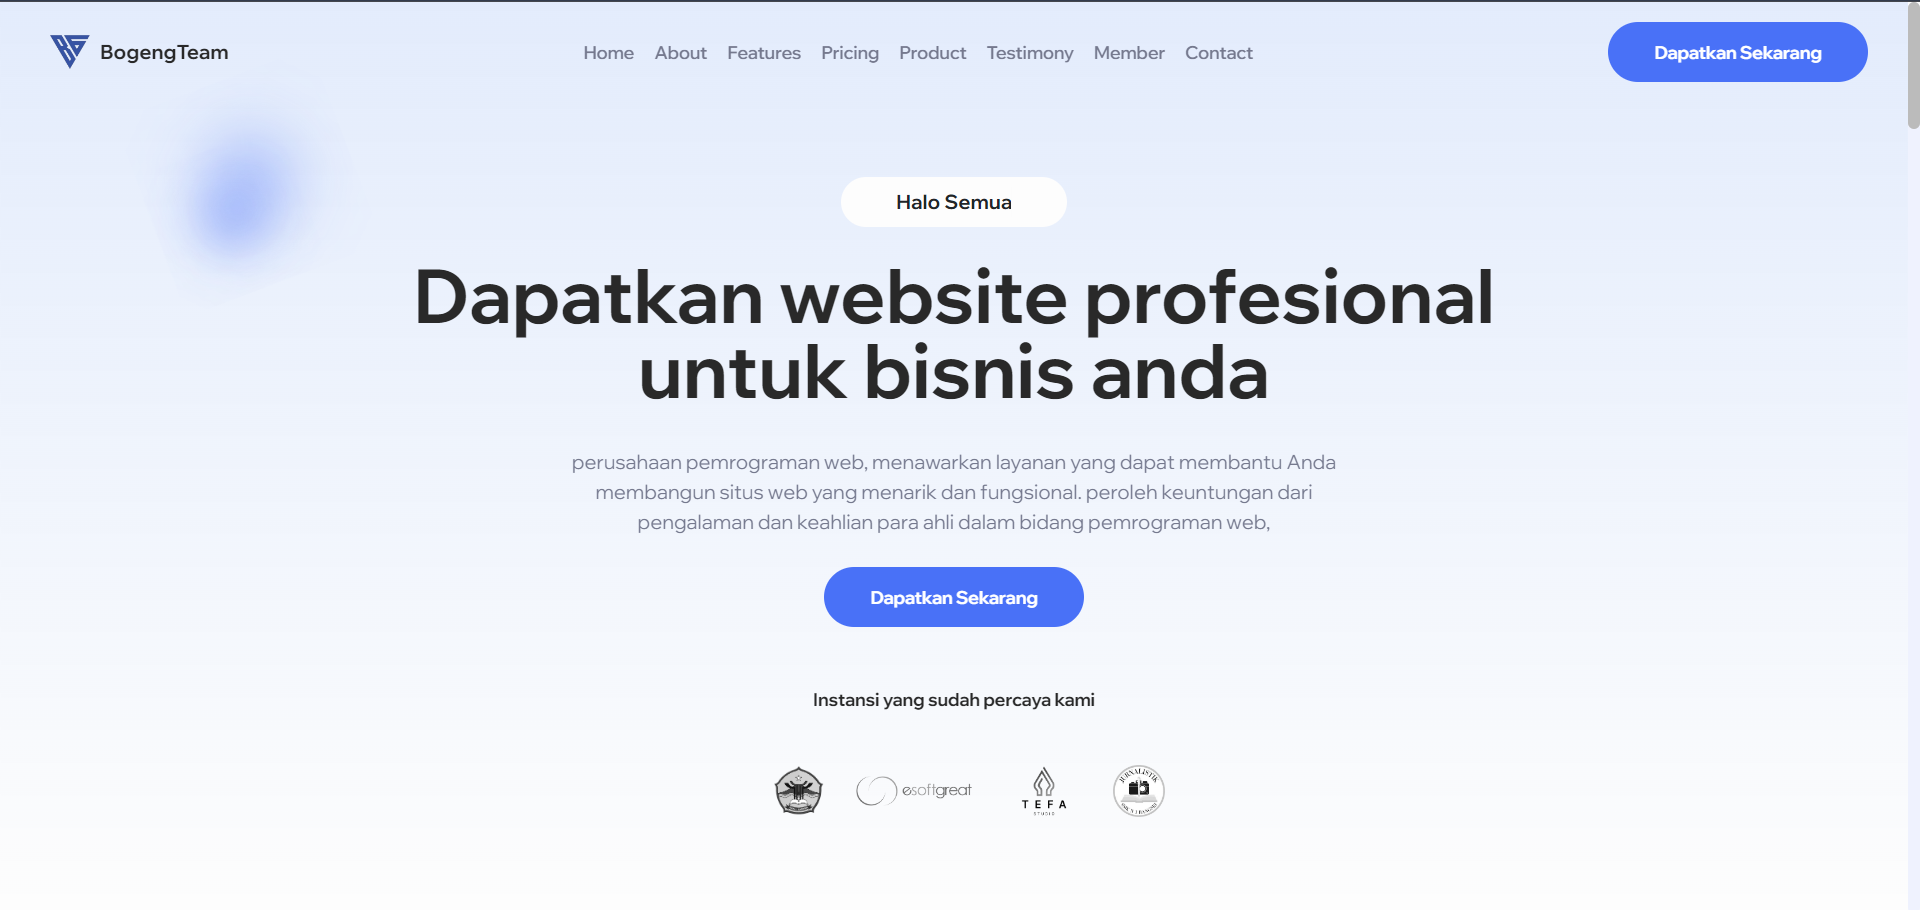 BogengTeam
Home About Features Pricing Product Testimony Member Contact
Dapatkan Sekarang
Halo Semua
Dapatkan website profesional
untuk bisnis anda
perusahaan pemrograman web, menawarkan layanan yang dapat membantu Anda
membangun situs web yang menarik dan fungsional. peroleh keuntungan dari
pengalaman dan keahlian para ahli dalam bidang pemrograman web,
Dapatkan Sekarang
Instansi yang sudah percaya kami
esoftgreat
TEFA
STUDIO
JURNALISTIK